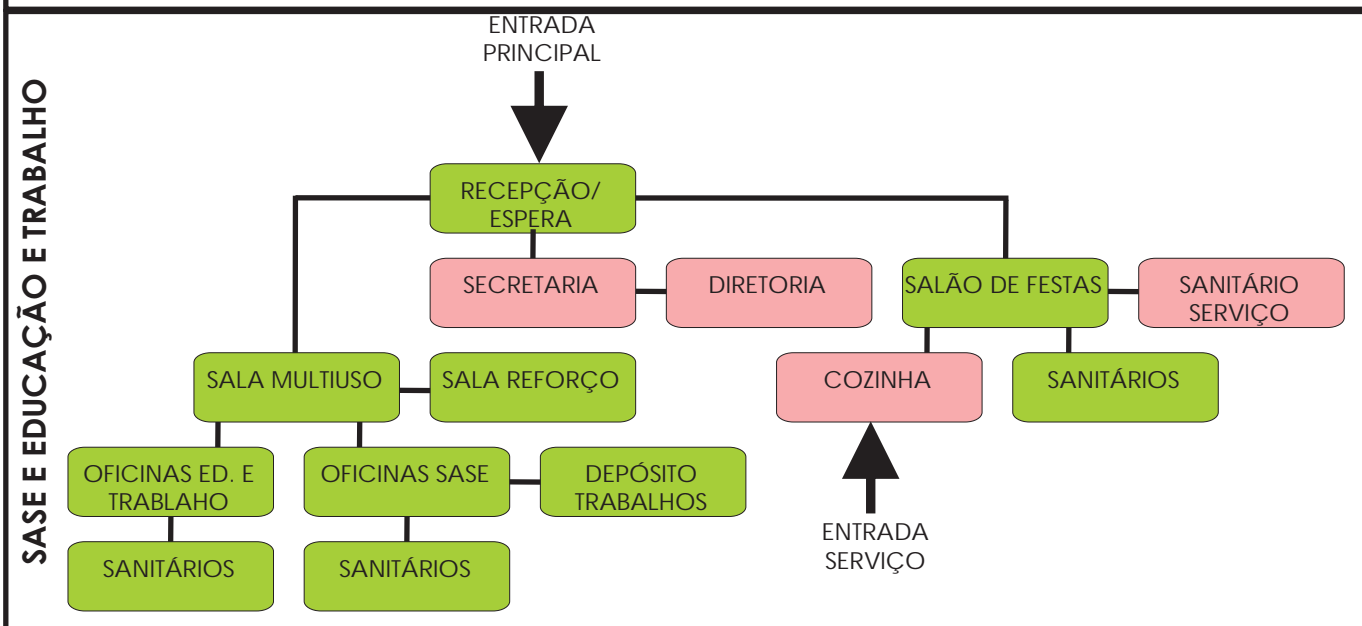 SASE E EDUCAÇÃO E TRABALHO
ENTRADA
PRINCIPAL
RECEPÇÃO/
ESPERA
SECRETARIA
DIRETORIA
SALÃO DE FESTAS
SANITÁRIO
SERVIÇO
SALA MULTIUSO
SALA REFORÇO
COZINHA
SANITÁRIOS
OFICINAS ED. E
TRABLAHO
OFICINAS SASE
DEPÓSITO
TRABALHOS
ENTRADA
SERVIÇO
SANITÁRIOS
SANITÁRIOS